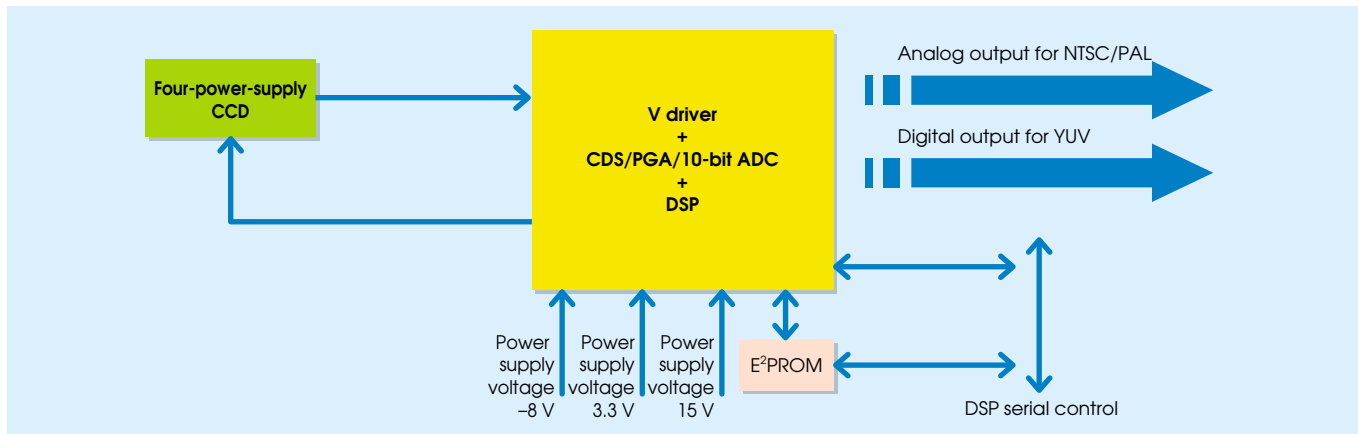 Four-power-supply
CCD
V driver
+
CDS/PGA/10-bit ADC
+
DSP
Analog output for NTSC/PAL
Digital output for YUV
Power
supply
voltage
–8 V
Power
supply
voltage
3.3 V
Power
supply
voltage
15 V
E²PROM
DSP serial control